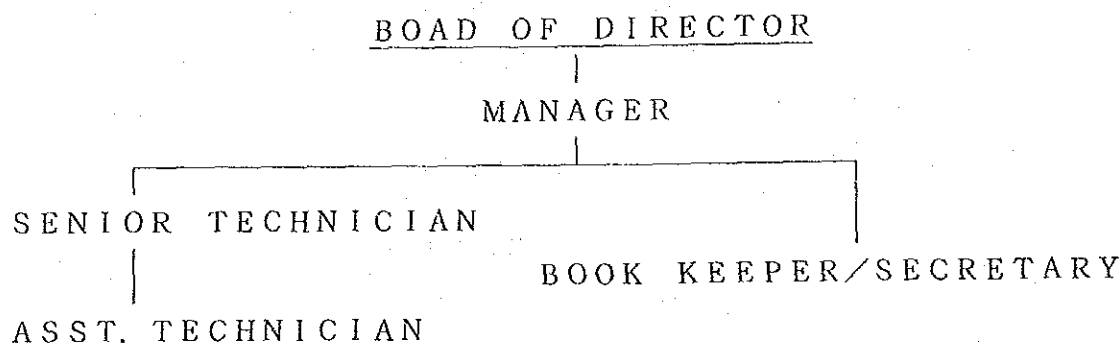 BOAD OF DIRECTOR
MANAGER
SENIOR TECHNICIAN
BOOK KEEPER/SECRETARY
ASST. TECHNICIAN